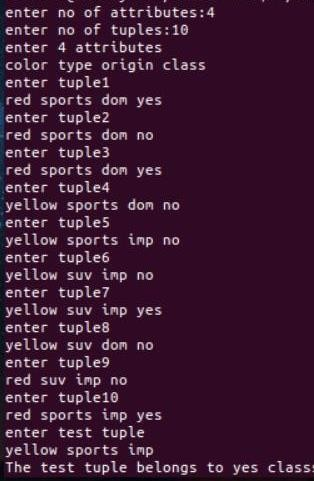 enter no of attributes:4
enter no of tuples:10
enter 4 attributes
color type origin class
enter tuple1
red sports dom yes
enter tuple2
red sports dom no
enter tuple3
red sports dom yes
enter tuple4
yellow sports dom no
enter tuple5
yellow sports imp no
enter tuple6
yellow suv imp no
enter tuple7
yellow suv imp yes
enter tuple8
yellow suv dom no
enter tuple9
red suv imp no
enter tuple10
red sports imp yes
enter test tuple
yellow sports imp
The test tuple belongs to yes class